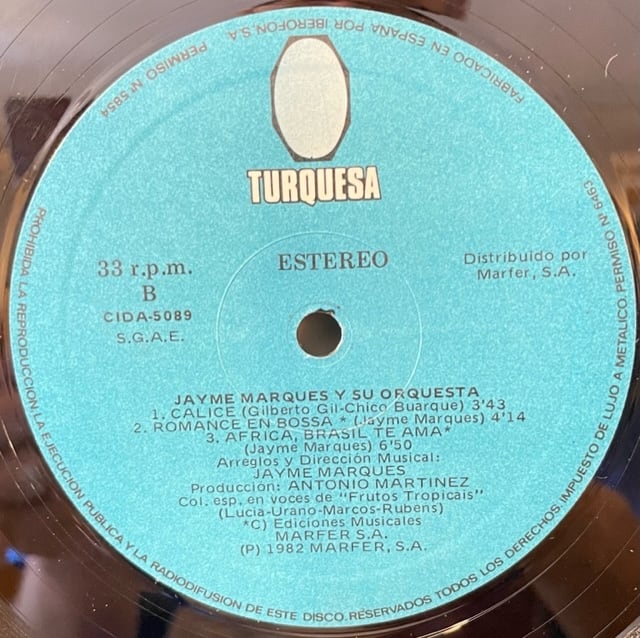 FABRICADO EN ESPAÑA POR IBEROFON S.A. PERMISO Nº 5854
TURQUESA
33 r.p.m.
B
CIDA-5089
S.G.A.E.
ESTEREO
Distribuido por
Marfer, S.A.
JAYME MARQUES Y SU ORQUESTA
1. CALICE (Gilberto Gil-Chico Buarque) 3'43
2. ROMANCE EN BOSSA * (Jayme Marques) 4'14
3. AFRICA, BRASIL TE AMA*
(Jayme Marques) 6'50
Arreglos y Dirección Musical:
JAYME MARQUES
Producción: ANTONIO MARTINEZ
Col. esp. en voces de "Frutos Tropicais"
(Lucia-Urano-Marcos-Rubens)
*C) Ediciones Musicales
MARFER S.A.
(P) 1982 MARFER, S.A.
PROHIBIDA LA REPRODUCCION, LA EJECUCION PUBLICA Y LA RADIODIFUSION DE ESTE DISCO. RESERVADOS TODOS LOS DERECHOS. IMPUESTO DE LUJO A METALICO. PERMISO Nº 6463